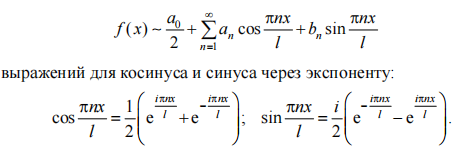 f(x) ~ a₀/2 + ∑_{n=1}^{∞} aₙ cos πnx/l + bₙ sin πnx/l
выражений для косинуса и синуса через экспоненту:
cos πnx/l = 1/2 (e^{iπnx/l} + e^{-iπnx/l}); sin πnx/l = i/2 (e^{-iπnx/l} − e^{iπnx/l}).